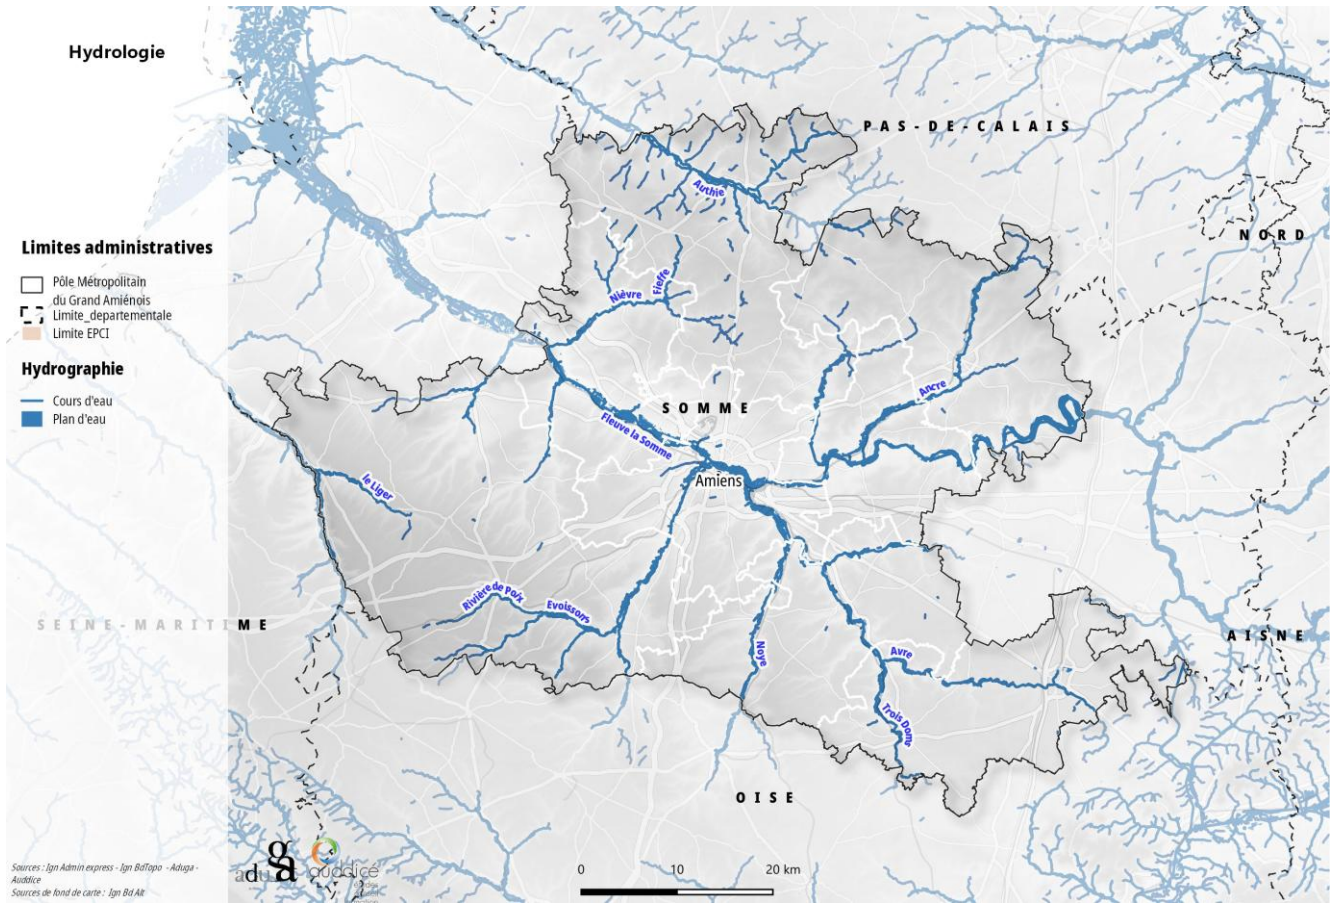 Hydrologie
Limites administratives
Pôle Métropolitain
du Grand Amiénois
Limite_departementale
Limite EPCI
Hydrographie
Cours d'eau
Plan d'eau
PAS-DE-CALAIS
NORD
Authie
Nièvre
Fieffe
SOMME
Ancre
Fleuve la Somme
Amiens
le Liger
Rivière de Poix
Evoissons
SEINE-MARITIME
AISNE
Noye
Avre
Trois Doms
OISE
Sources : Ign Admin express - Ign BdTopo - Aduga -
Auddice
Sources de fond de carte : Ign Bd Alt
aduga
auddicé
0 10 20 km